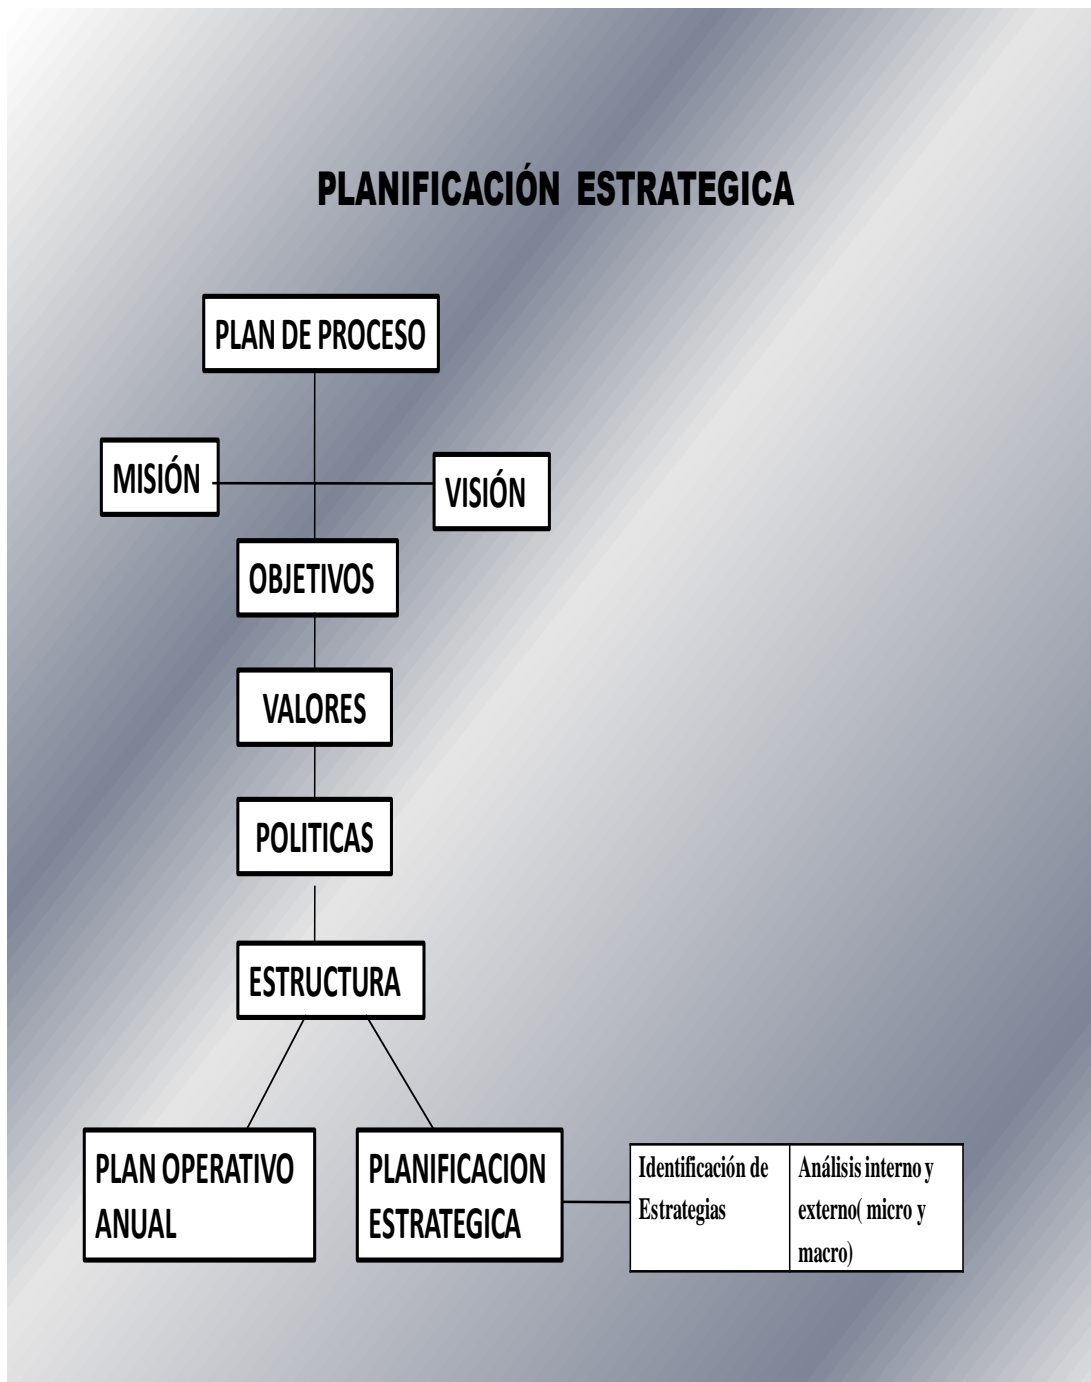 PLANIFICACIÓN ESTRATEGICA
PLAN DE PROCESO
MISIÓN
VISIÓN
OBJETIVOS
VALORES
POLITICAS
ESTRUCTURA
PLAN OPERATIVO
ANUAL
PLANIFICACION
ESTRATEGICA
Identificación de
Estrategias
Análisis interno y
externo( micro y
macro)